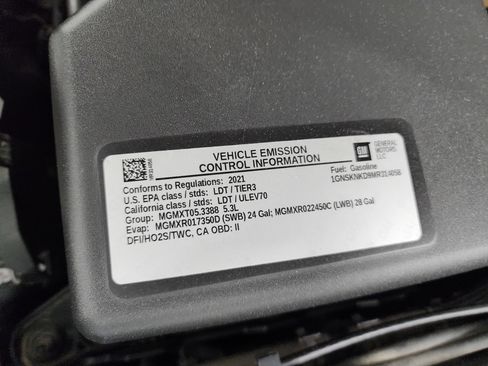 VEHICLE EMISSION
CONTROL INFORMATION
GM
GENERAL
MOTORS,
LLC
Conforms to Regulations: 2021
Fuel: Gasoline
U.S. EPA class / stds: LDT / TIER3
California class / stds: LDT / ULEV70
Group: MGMXT05.3388 5.3L
Evap: MGMXR017350D (SWB) 24 Gal; MGMXR022450C (LWB) 28 Gal
DFI/HO2S/TWC, CA OBD: II